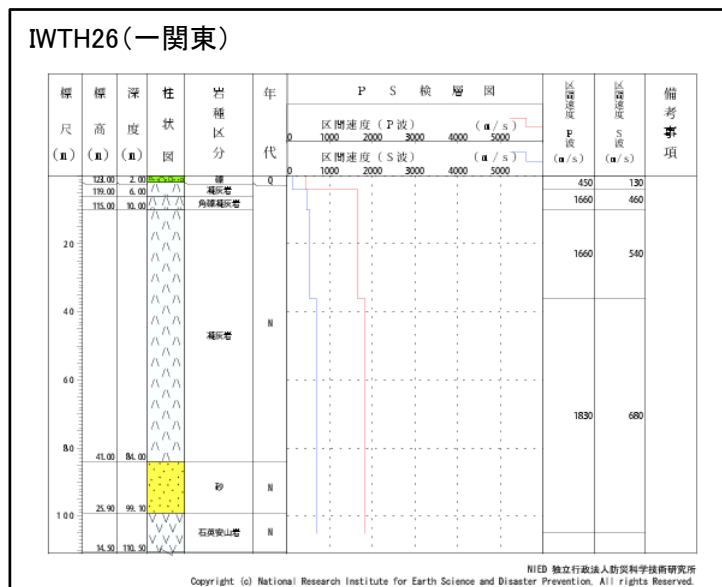 IWTH26(一関東)
標尺(m)
標高(m)
深度(m)
性状図
岩種区分
年代
PS検層図
区間速度(P波) (m/s)
0 1000 2000 3000 4000 5000
区間速度(S波) (m/s)
0 1000 2000 3000 4000 5000
区間速度 P波 (m/s)
区間速度 S波 (m/s)
備考事項
123.00 2.00 礫 Q 450 130
119.00 6.00 凝灰岩 1660 460
115.00 10.00 角礫凝灰岩
20 1660 540
40 凝灰岩 N
60
1830 680
80
41.00 84.00
砂 N
25.90 99.10
100
石英安山岩 N
14.50 110.50
NIED 独立行政法人防災科学技術研究所
Copyright (c) National Research Institute for Earth Science and Disaster Prevention, All rights Reserved.